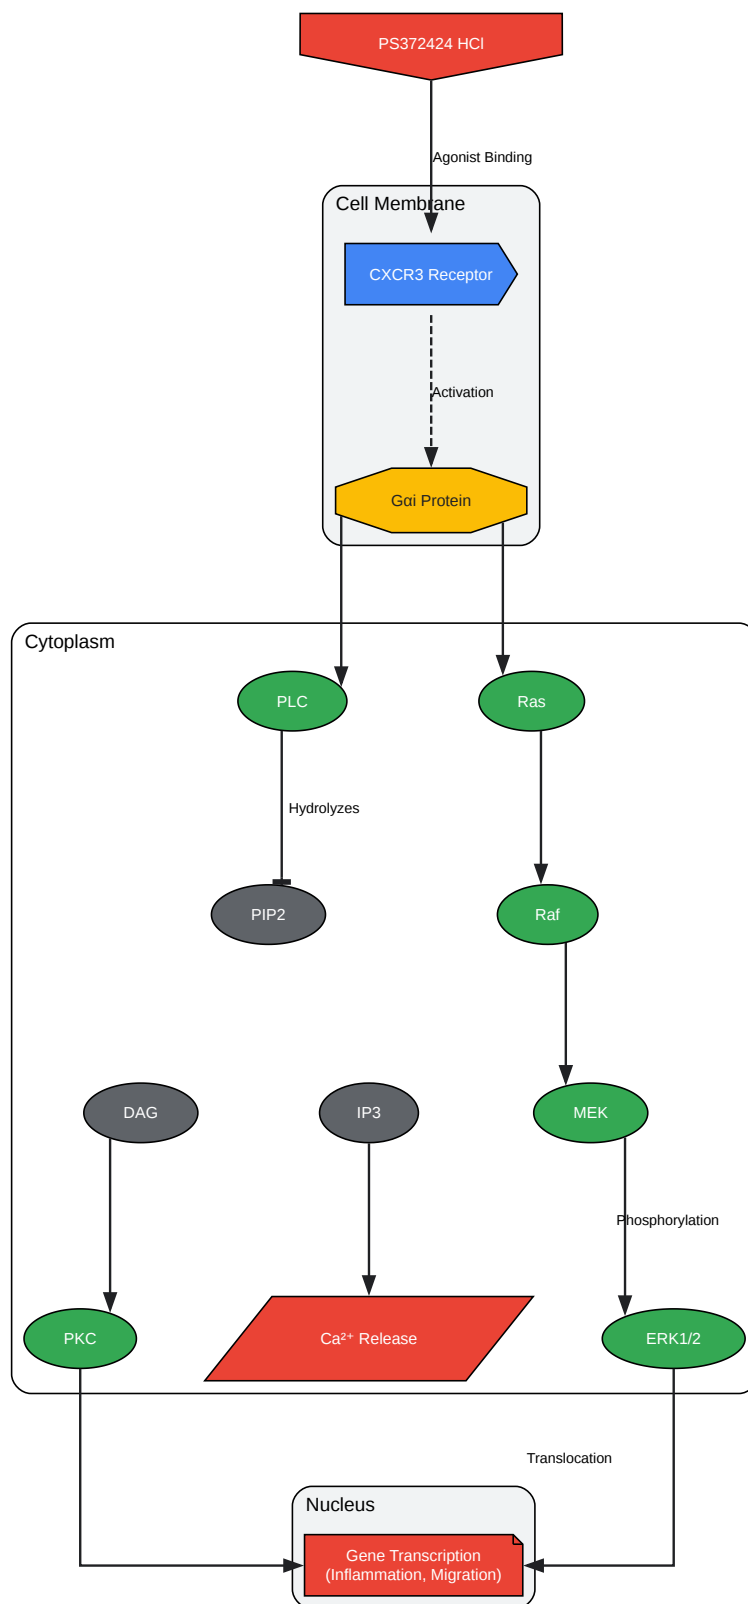 PS372424 HCl
Agonist Binding
Cell Membrane
CXCR3 Receptor
Activation
Gαi Protein
Cytoplasm
PLC
Ras
Hydrolyzes
PIP2
Raf
DAG
IP3
MEK
Phosphorylation
PKC
Ca²⁺ Release
ERK1/2
Translocation
Nucleus
Gene Transcription
(Inflammation, Migration)